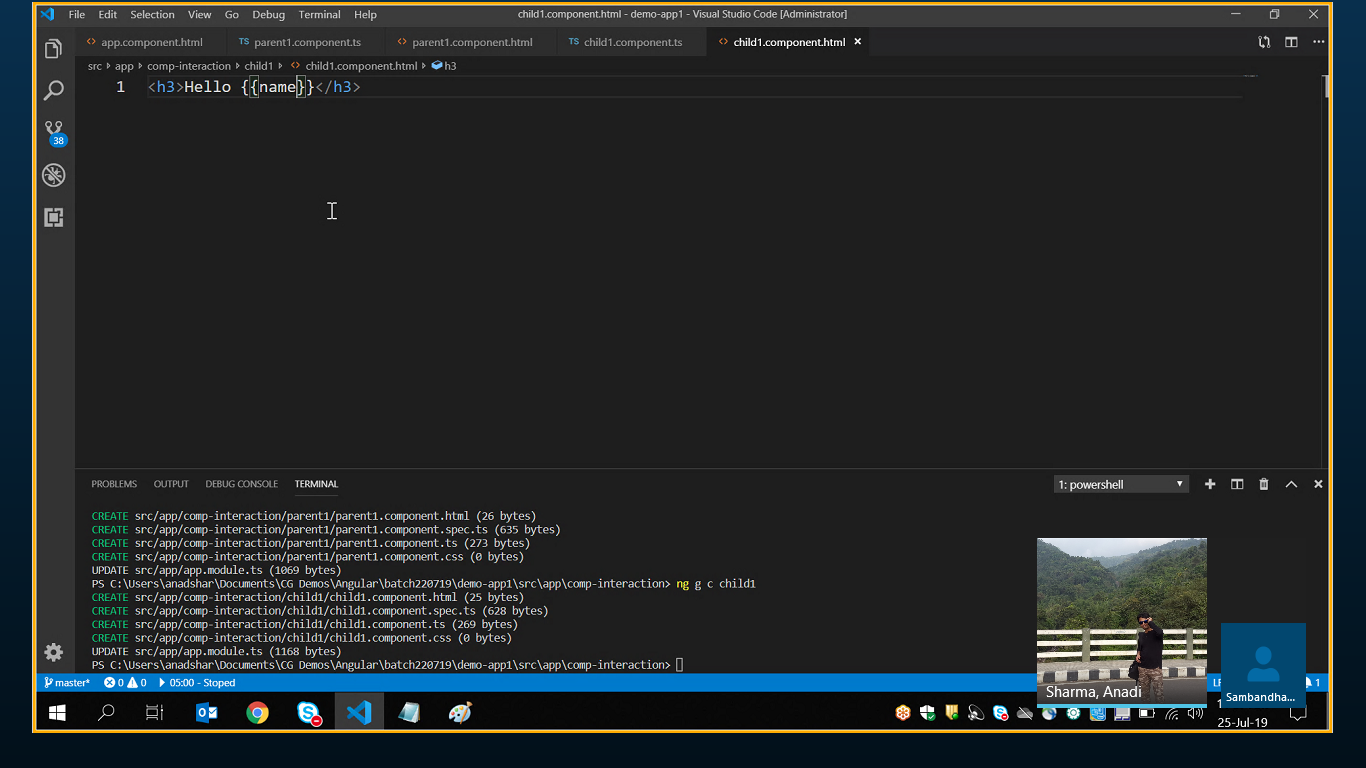 File Edit Selection View Go Debug Terminal Help
child1.component.html - demo-app1 - Visual Studio Code [Administrator]
app.component.html
TS parent1.component.ts
parent1.component.html
TS child1.component.ts
child1.component.html
src app comp-interaction child1 child1.component.html h3
1 <h3>Hello {{name}}</h3>
38
PROBLEMS OUTPUT DEBUG CONSOLE TERMINAL
1: powershell
CREATE src/app/comp-interaction/parent1/parent1.component.html (26 bytes)
CREATE src/app/comp-interaction/parent1/parent1.component.spec.ts (635 bytes)
CREATE src/app/comp-interaction/parent1/parent1.component.ts (273 bytes)
CREATE src/app/comp-interaction/parent1/parent1.component.css (0 bytes)
UPDATE src/app/app.module.ts (1069 bytes)
PS C:\Users\anadshar\Documents\CG Demos\Angular\batch220719\demo-app1\src\app\comp-interaction> ng g c child1
CREATE src/app/comp-interaction/child1/child1.component.html (25 bytes)
CREATE src/app/comp-interaction/child1/child1.component.spec.ts (628 bytes)
CREATE src/app/comp-interaction/child1/child1.component.ts (269 bytes)
CREATE src/app/comp-interaction/child1/child1.component.css (0 bytes)
UPDATE src/app/app.module.ts (1168 bytes)
PS C:\Users\anadshar\Documents\CG Demos\Angular\batch220719\demo-app1\src\app\comp-interaction>
Sharma, Anadi
Sambandha...
master* 0 0 05:00 - Stoped
1
25-Jul-19